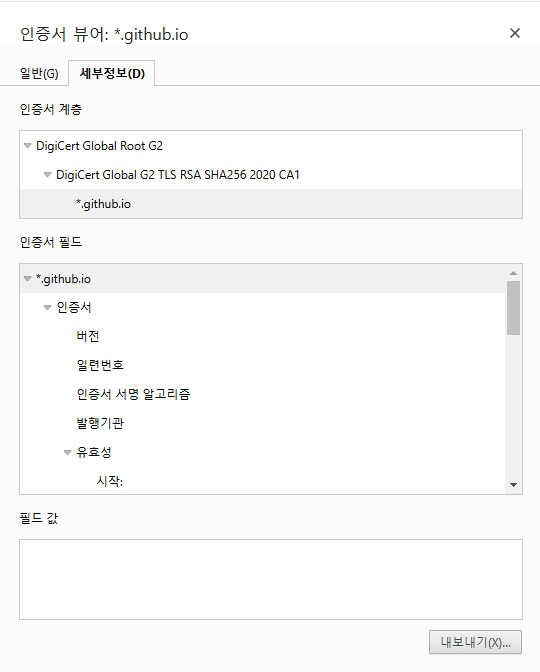 인증서 뷰어: *.github.io
일반(G) 세부정보(D)
인증서 계층
DigiCert Global Root G2
DigiCert Global G2 TLS RSA SHA256 2020 CA1
*.github.io
인증서 필드
*.github.io
인증서
버전
일련번호
인증서 서명 알고리즘
발행기관
유효성
시작:
필드 값
내보내기(X)...